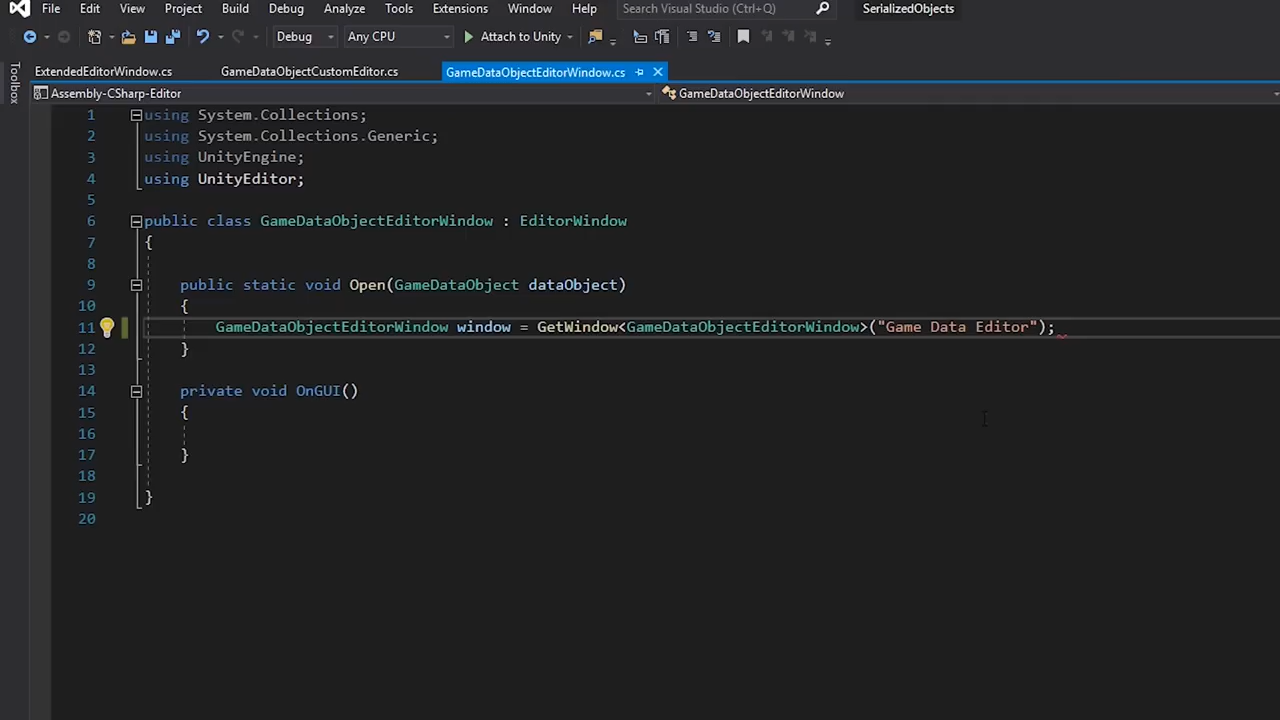 File Edit View Project Build Debug Analyze Tools Extensions Window Help Search Visual Studio (Ctrl+Q) SerializedObjects
Debug Any CPU Attach to Unity
Toolbox
ExtendedEditorWindow.cs GameDataObjectCustomEditor.cs GameDataObjectEditorWindow.cs
Assembly-CSharp-Editor GameDataObjectEditorWindow
1 using System.Collections;
2 using System.Collections.Generic;
3 using UnityEngine;
4 using UnityEditor;
5
6 public class GameDataObjectEditorWindow : EditorWindow
7 {
8
9 public static void Open(GameDataObject dataObject)
10 {
11 GameDataObjectEditorWindow window = GetWindow<GameDataObjectEditorWindow>("Game Data Editor");
12 }
13
14 private void OnGUI()
15 {
16
17 }
18
19 }
20